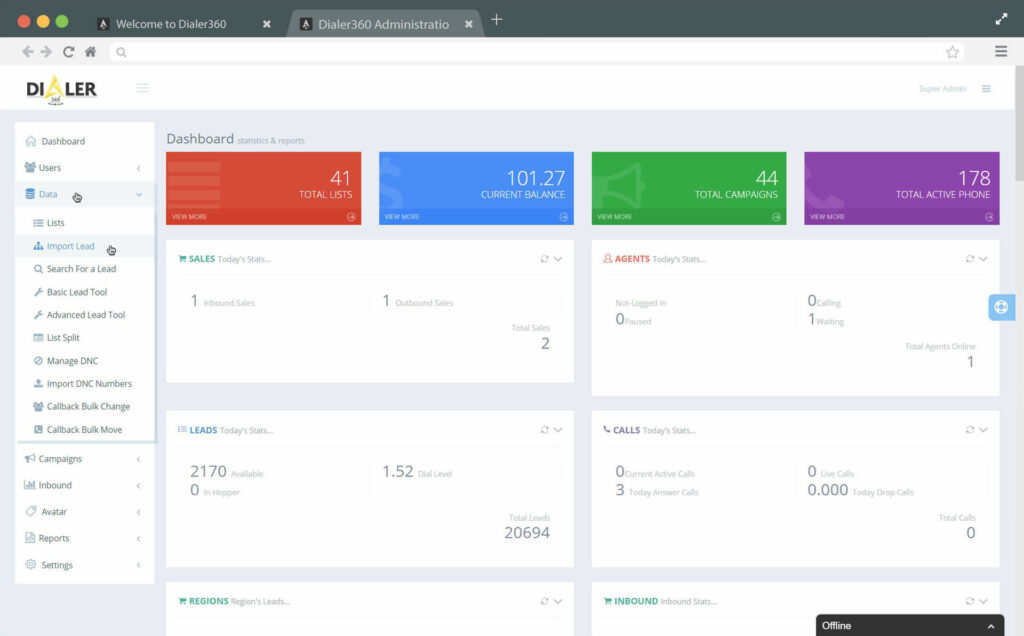 Welcome to Dialer360
Dialer360 Administratio
DIALER
360
Super Admin
Dashboard
Users
Data
Lists
Import Lead
Search For a Lead
Basic Lead Tool
Advanced Lead Tool
List Split
Manage DNC
Import DNC Numbers
Callback Bulk Change
Callback Bulk Move
Campaigns
Inbound
Avatar
Reports
Settings
Dashboard statistics & reports
41
TOTAL LISTS
VIEW MORE
101.27
CURRENT BALANCE
VIEW MORE
44
TOTAL CAMPAIGNS
VIEW MORE
178
TOTAL ACTIVE PHONE
VIEW MORE
SALES Today's Stats...
1 Inbound Sales
1 Outbound Sales
Total Sales
2
AGENTS Today's Stats...
Not-Logged in
0 Paused
0 Calling
1 Waiting
Total Agents Online
1
LEADS Today's Stats...
2170 Available
0 In Hopper
1.52 Dial Level
Total Leads
20694
CALLS Today's Stats...
0 Current Active Calls
3 Today Answer Calls
0 Live Calls
0.000 Today Drop Calls
Total Calls
0
REGIONS Region's Leads...
INBOUND Inbound Stats...
Offline